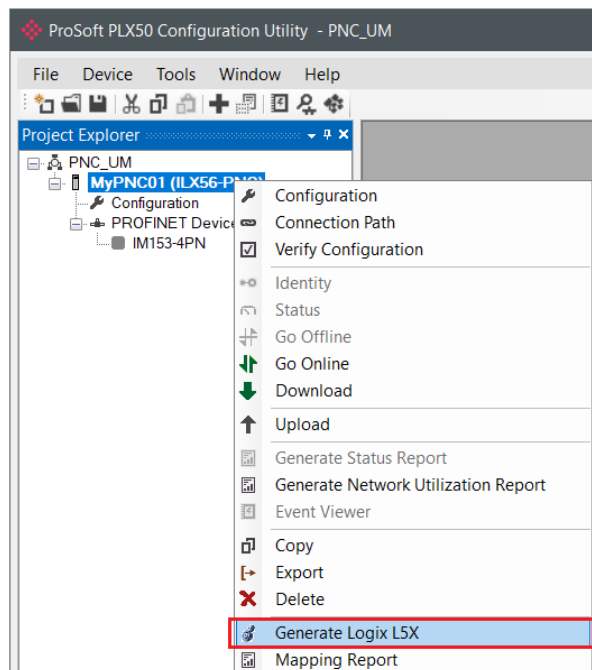 ProSoft PLX50 Configuration Utility - PNC_UM
File Device Tools Window Help
Project Explorer
PNC_UM
MyPNC01 (ILX56-PNC)
Configuration
PROFINET Device
IM153-4PN
Configuration
Connection Path
Verify Configuration
Identity
Status
Go Offline
Go Online
Download
Upload
Generate Status Report
Generate Network Utilization Report
Event Viewer
Copy
Export
Delete
Generate Logix L5X
Mapping Report